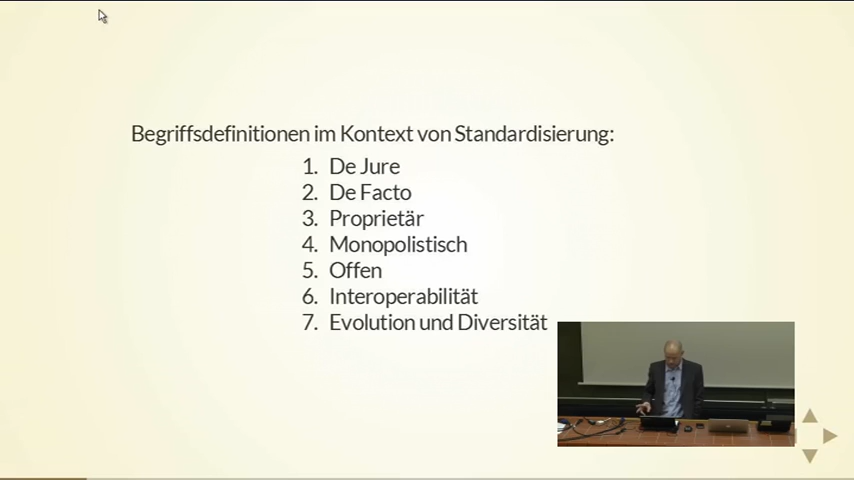 Begriffsdefinitionen im Kontext von Standardisierung:
1. De Jure
2. De Facto
3. Proprietär
4. Monopolistisch
5. Offen
6. Interoperabilität
7. Evolution und Diversität